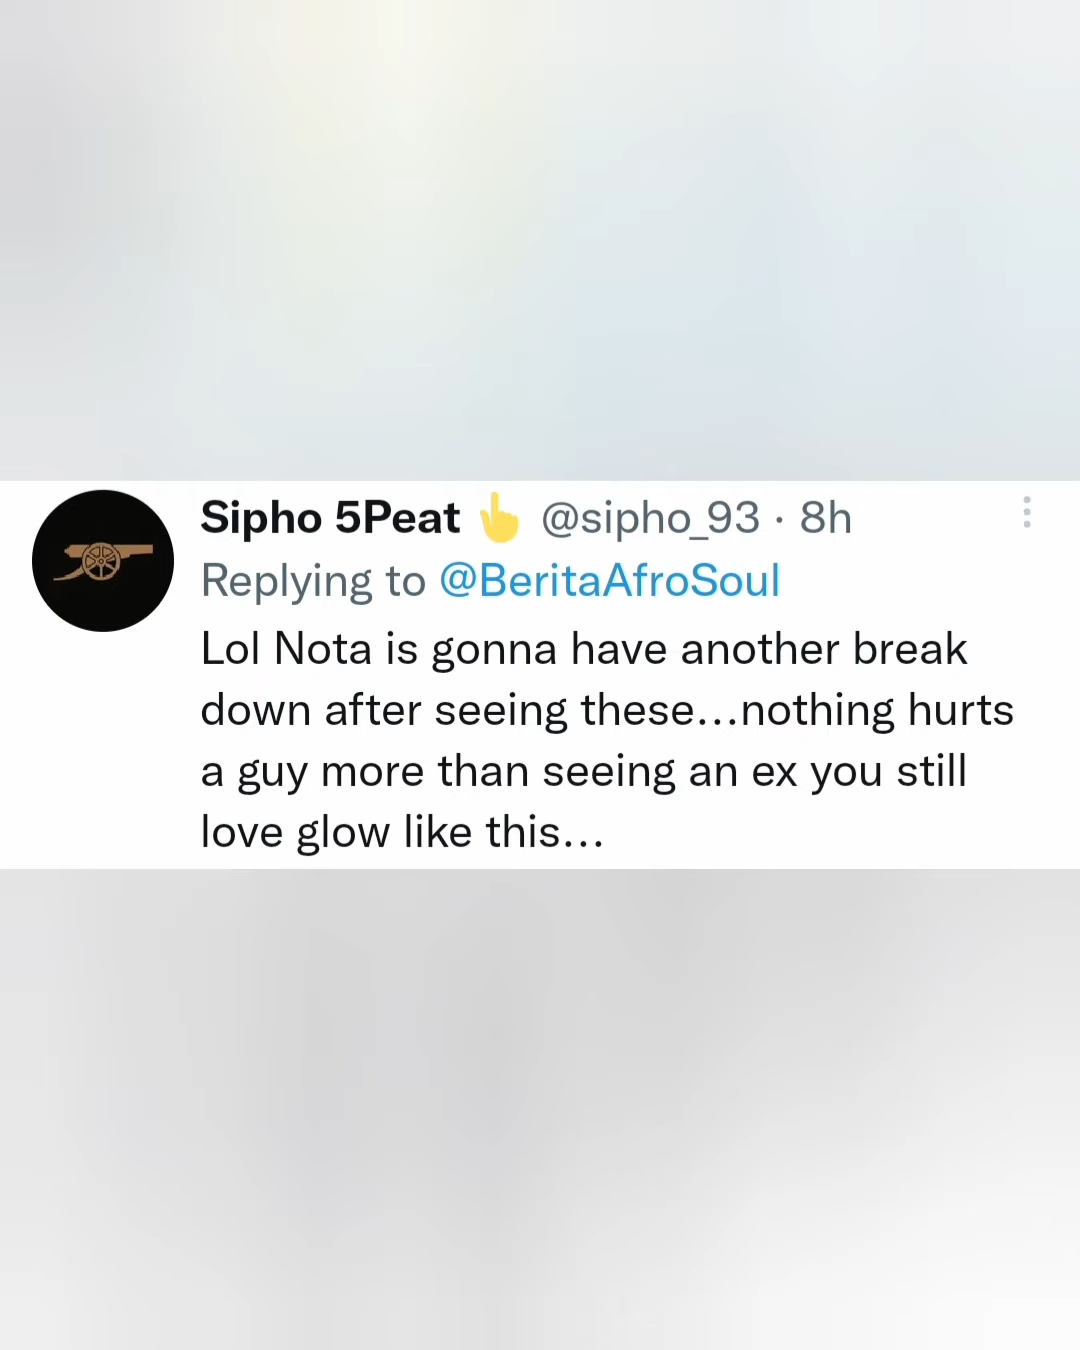 Sipho 5Peat 👆 @sipho_93 · 8h
Replying to @BeritaAfroSoul
Lol Nota is gonna have another break
down after seeing these...nothing hurts
a guy more than seeing an ex you still
love glow like this...